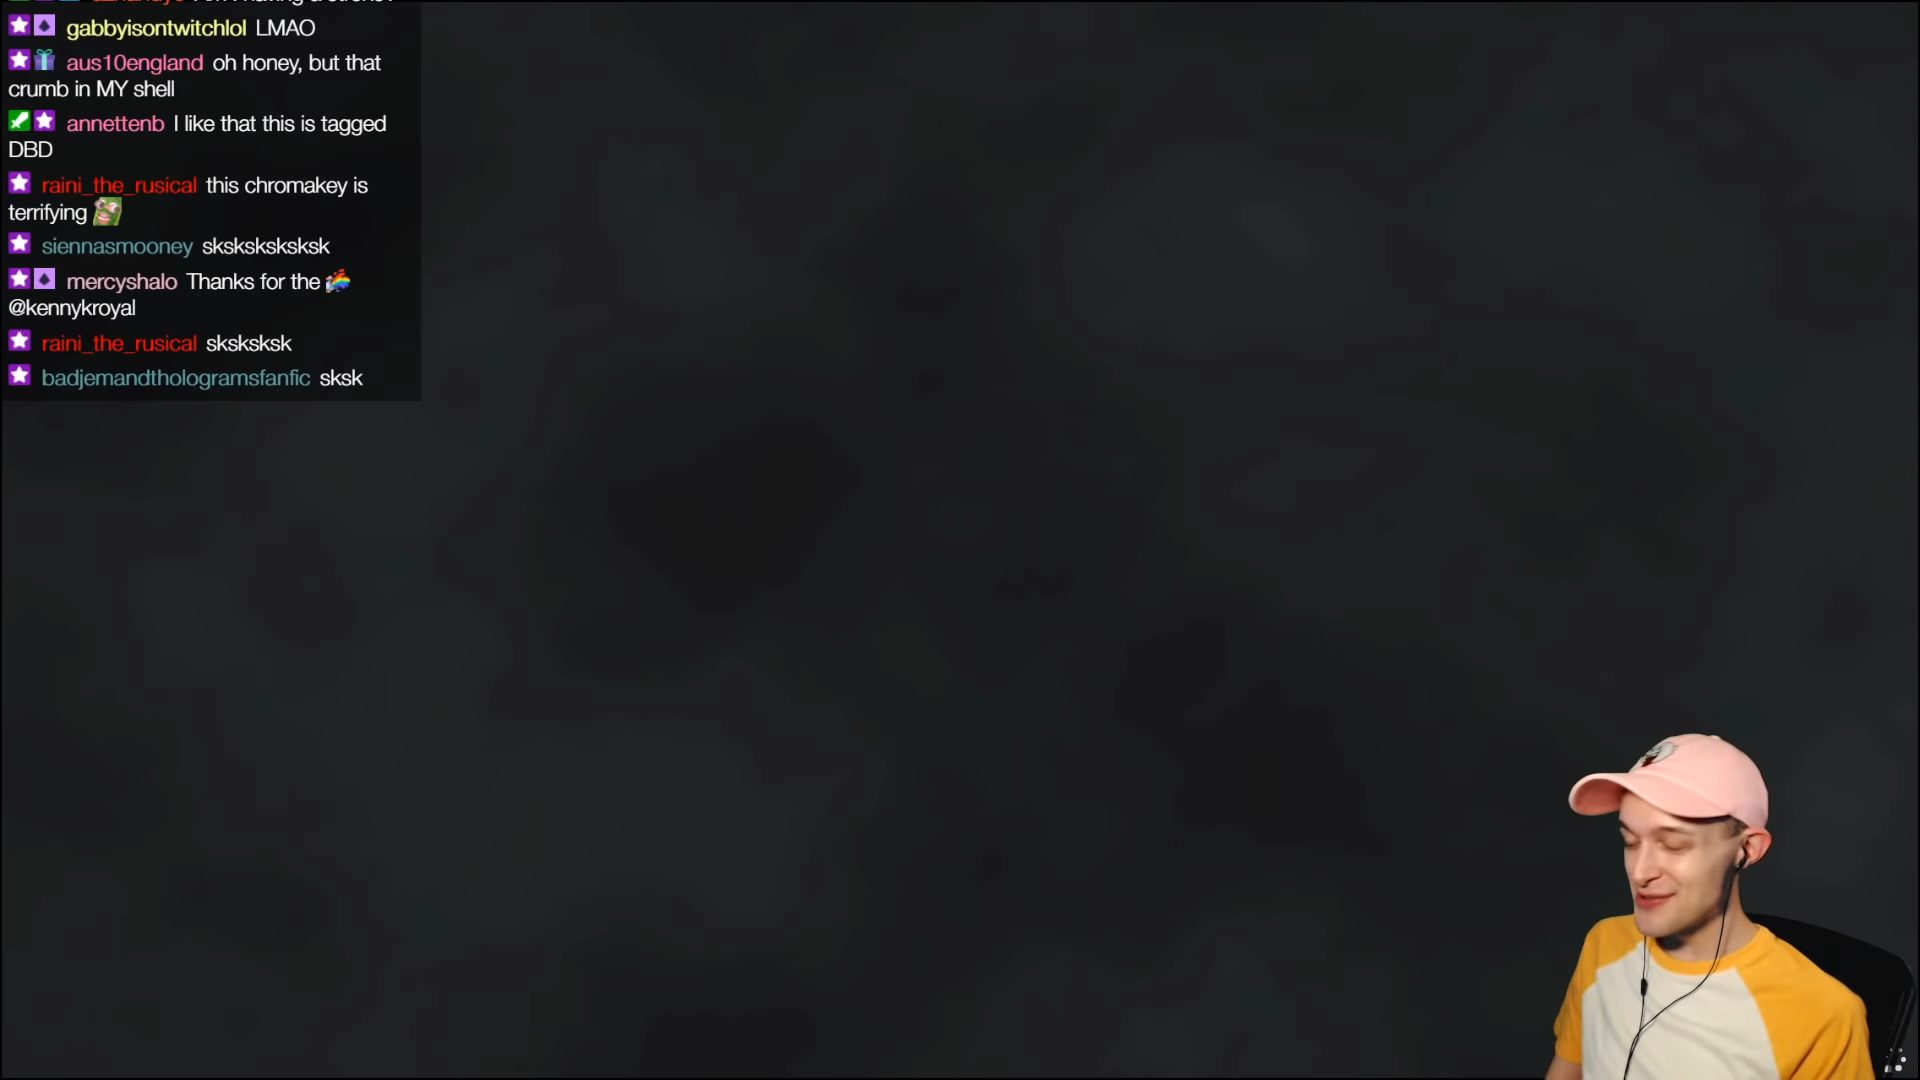 gabbyisontwitchlol LMAO
aus10england oh honey, but that
crumb in MY shell
annettenb I like that this is tagged
DBD
raini_the_rusical this chromakey is
terrifying
siennasmooney sksksksksksk
mercyshalo Thanks for the
@kennykroyal
raini_the_rusical sksksksk
badjemandthologramsfanfic sksk